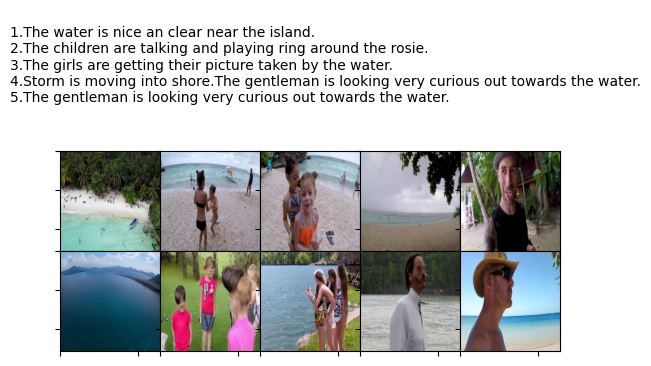 1.The water is nice an clear near the island.
2.The children are talking and playing ring around the rosie.
3.The girls are getting their picture taken by the water.
4.Storm is moving into shore.The gentleman is looking very curious out towards the water.
5.The gentleman is looking very curious out towards the water.